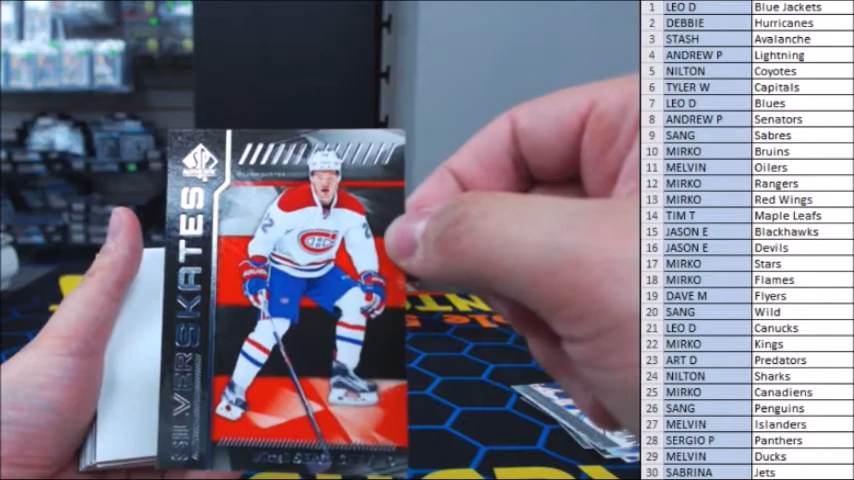 1 LEO D Blue Jackets
2 DEBBIE Hurricanes
3 STASH Avalanche
4 ANDREW P Lightning
5 NILTON Coyotes
6 TYLER W Capitals
7 LEO D Blues
8 ANDREW P Senators
9 SANG Sabres
10 MIRKO Bruins
11 MELVIN Oilers
12 MIRKO Rangers
13 MIRKO Red Wings
14 TIM T Maple Leafs
15 JASON E Blackhawks
16 JASON E Devils
17 MIRKO Stars
18 MIRKO Flames
19 DAVE M Flyers
20 SANG Wild
21 LEO D Canucks
22 MIRKO Kings
23 ART D Predators
24 NILTON Sharks
25 MIRKO Canadiens
26 SANG Penguins
27 MELVIN Islanders
28 SERGIO P Panthers
29 MELVIN Ducks
30 SABRINA Jets
SP
AUTHENTIC
SILVERSKATES